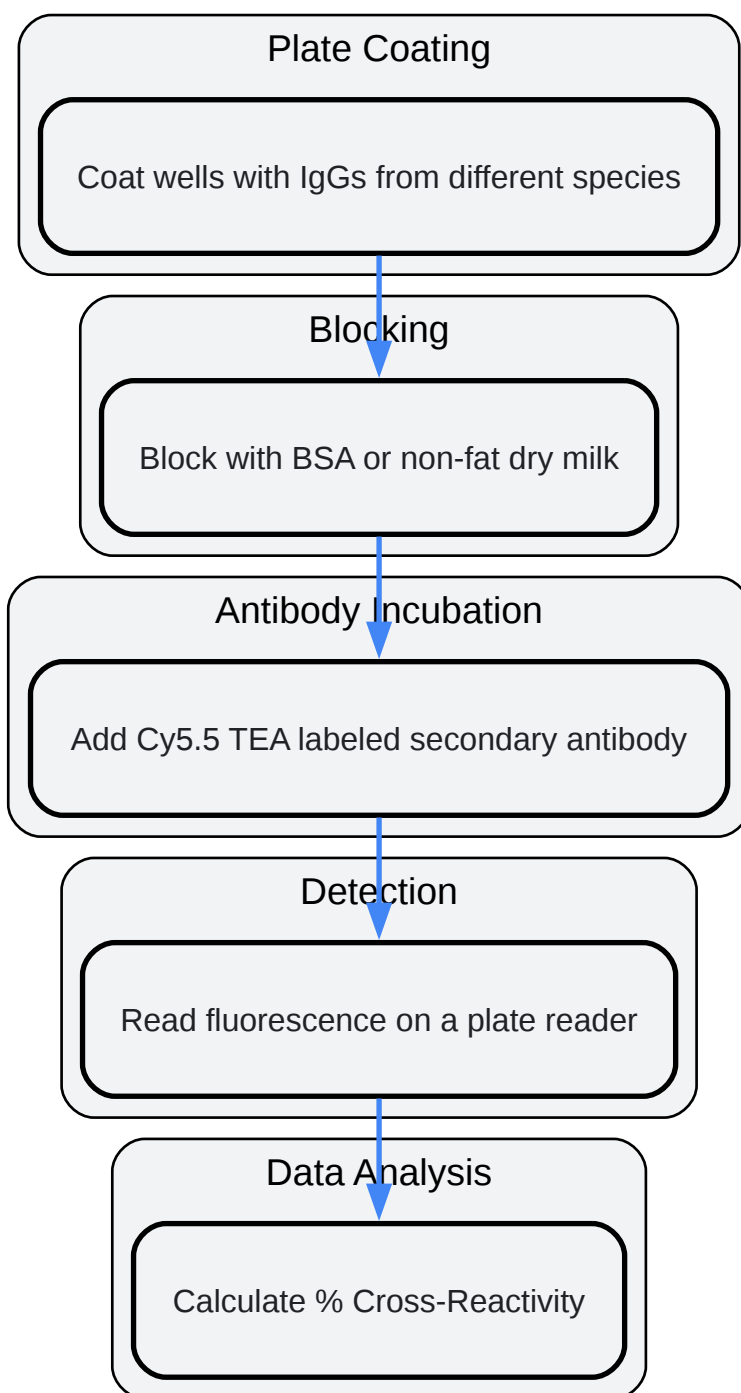 Plate Coating
Coat wells with IgGs from different species
Blocking
Block with BSA or non-fat dry milk
Antibody Incubation
Add Cy5.5 TEA labeled secondary antibody
Detection
Read fluorescence on a plate reader
Data Analysis
Calculate % Cross-Reactivity